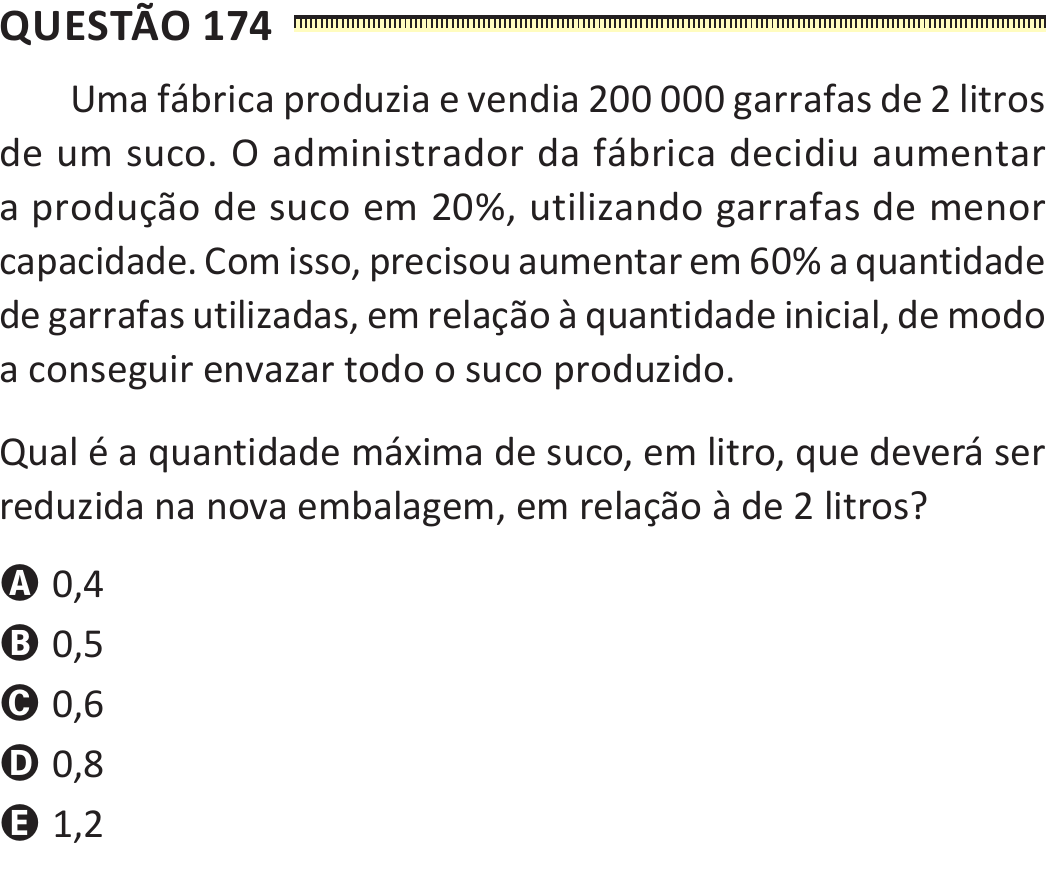 QUESTÃO 174
Uma fábrica produzia e vendia 200 000 garrafas de 2 litros
de um suco. O administrador da fábrica decidiu aumentar
a produção de suco em 20%, utilizando garrafas de menor
capacidade. Com isso, precisou aumentar em 60% a quantidade
de garrafas utilizadas, em relação à quantidade inicial, de modo
a conseguir envazar todo o suco produzido.
Qual é a quantidade máxima de suco, em litro, que deverá ser
reduzida na nova embalagem, em relação à de 2 litros?
A 0,4
B 0,5
C 0,6
D 0,8
E 1,2